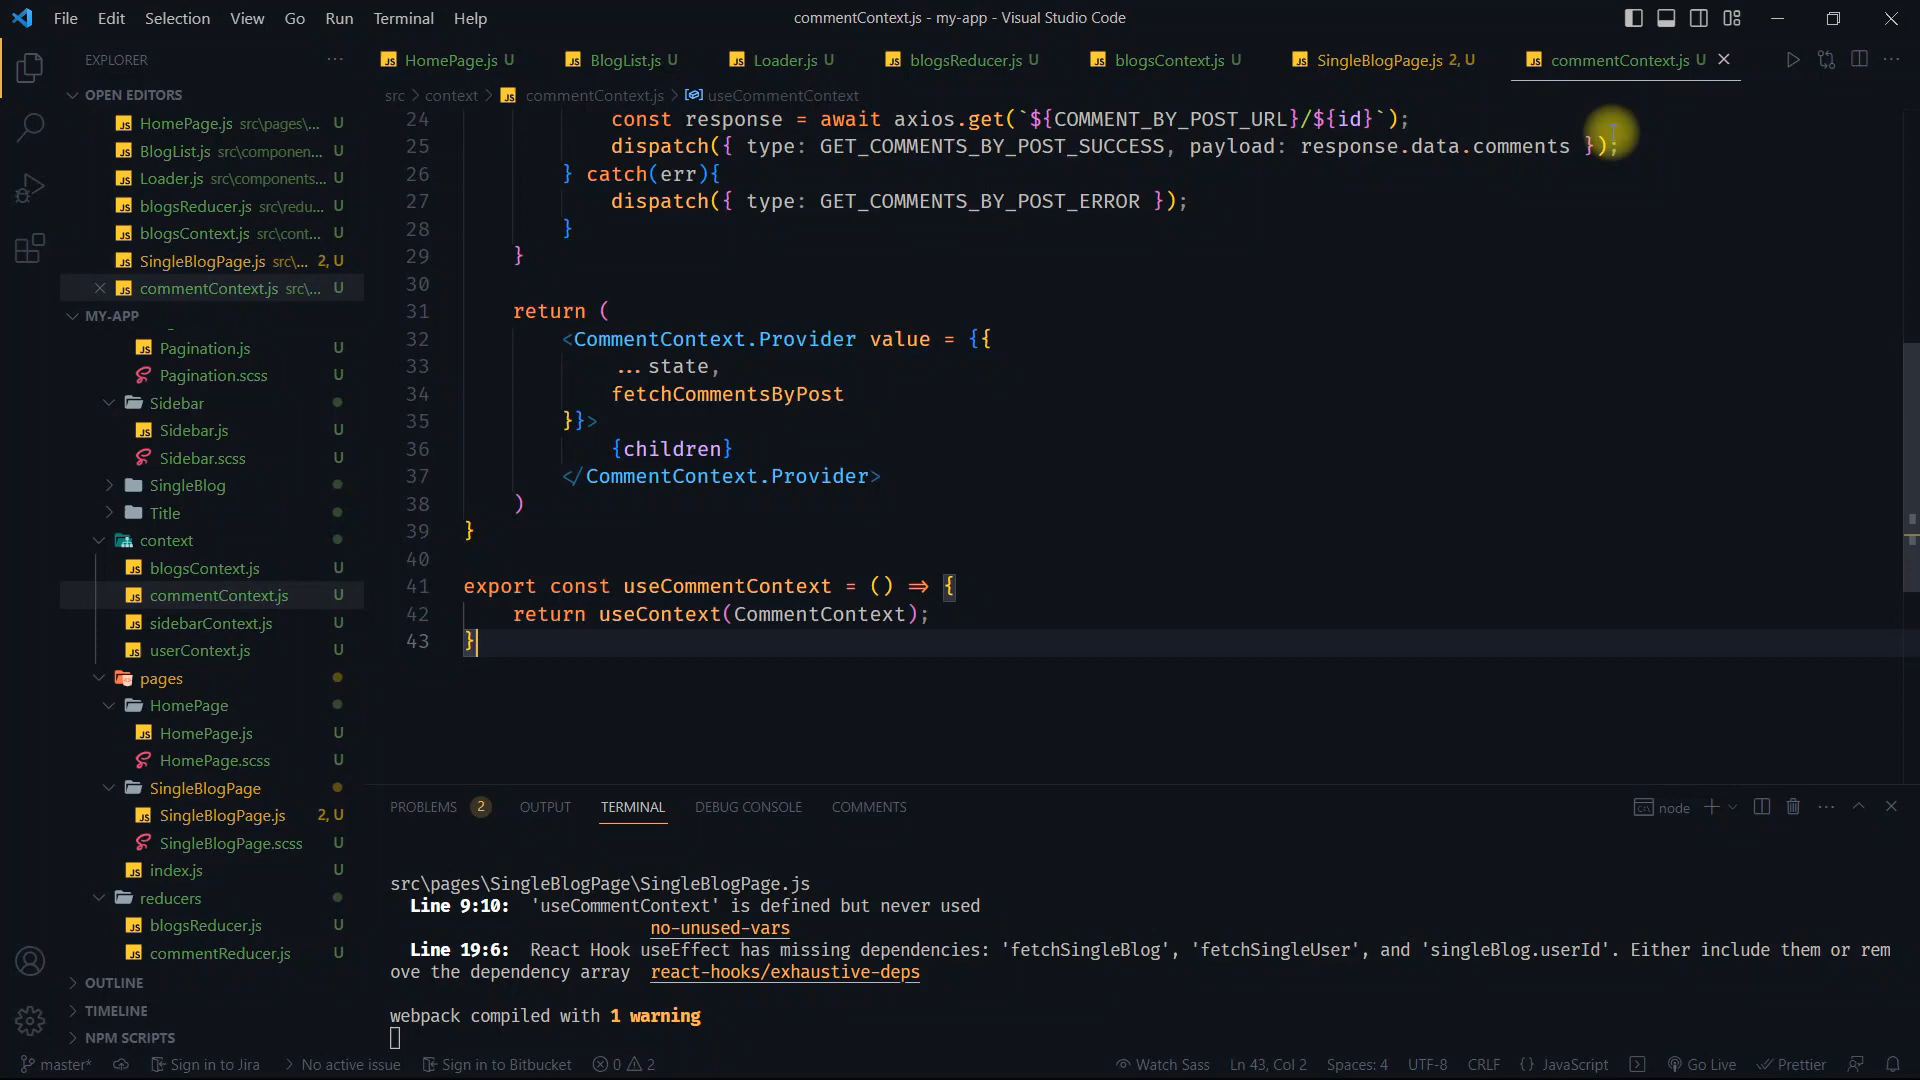 File Edit Selection View Go Run Terminal Help
commentContext.js - my-app - Visual Studio Code
EXPLORER
HomePage.js U
BlogList.js U
Loader.js U
blogsReducer.js U
blogsContext.js U
SingleBlogPage.js 2, U
commentContext.js U
OPEN EDITORS
HomePage.js src\pages\... U
BlogList.js src\componen... U
Loader.js src\components... U
blogsReducer.js src\redu... U
blogsContext.js src\cont... U
SingleBlogPage.js src\... 2, U
commentContext.js src\... U
MY-APP
Pagination.js U
Pagination.scss U
Sidebar
Sidebar.js U
Sidebar.scss U
SingleBlog
Title
context
blogsContext.js U
commentContext.js U
sidebarContext.js U
userContext.js U
pages
HomePage
HomePage.js U
HomePage.scss U
SingleBlogPage
SingleBlogPage.js 2, U
SingleBlogPage.scss U
index.js U
reducers
blogsReducer.js U
commentReducer.js U
OUTLINE
TIMELINE
NPM SCRIPTS
src > context > commentContext.js > useCommentContext
24 const response = await axios.get(`${COMMENT_BY_POST_URL}/${id}`);
25 dispatch({ type: GET_COMMENTS_BY_POST_SUCCESS, payload: response.data.comments });
26 } catch(err){
27 dispatch({ type: GET_COMMENTS_BY_POST_ERROR });
28 }
29 }
30
31 return (
32 <CommentContext.Provider value = {{
33 ...state,
34 fetchCommentsByPost
35 }}>
36 {children}
37 </CommentContext.Provider>
38 )
39 }
40
41 export const useCommentContext = () => {
42 return useContext(CommentContext);
43 }
PROBLEMS 2 OUTPUT TERMINAL DEBUG CONSOLE COMMENTS
node
src\pages\SingleBlogPage\SingleBlogPage.js
Line 9:10: 'useCommentContext' is defined but never used
no-unused-vars
Line 19:6: React Hook useEffect has missing dependencies: 'fetchSingleBlog', 'fetchSingleUser', and 'singleBlog.userId'. Either include them or rem
ove the dependency array react-hooks/exhaustive-deps
webpack compiled with 1 warning
master* Sign in to Jira No active issue Sign in to Bitbucket 0 2 Watch Sass Ln 43, Col 2 Spaces: 4 UTF-8 CRLF {} JavaScript Go Live Prettier